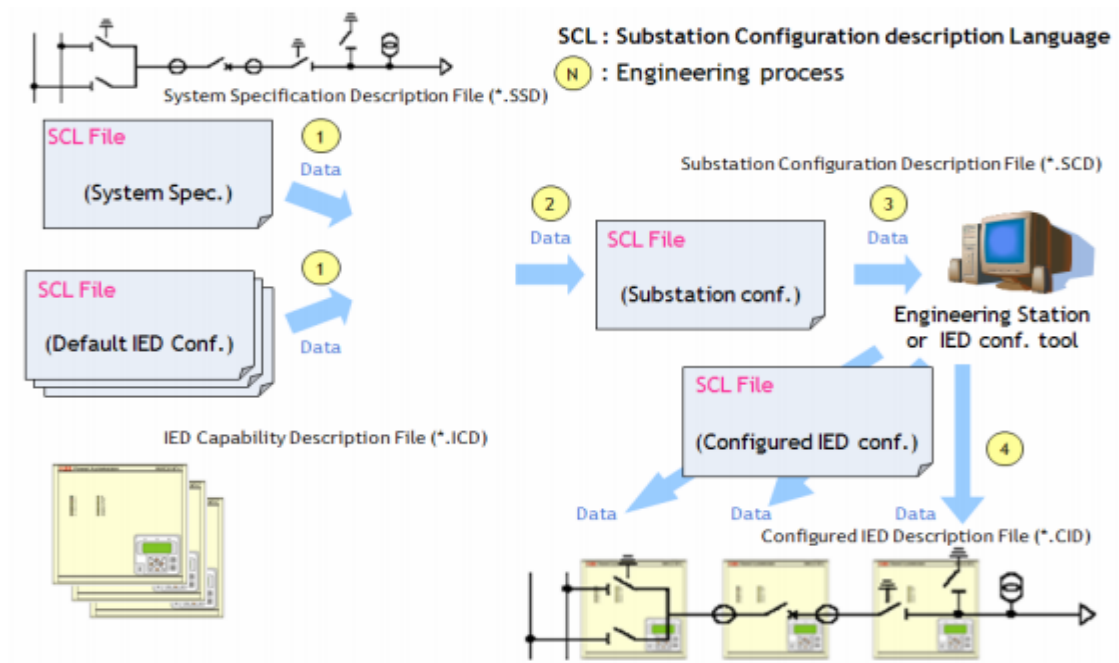 SCL : Substation Configuration description Language
N : Engineering process
System Specification Description File (*.SSD)
SCL File
(System Spec.)
1
Data
Substation Configuration Description File (*.SCD)
2
Data
SCL File
(Substation conf.)
3
Data
Engineering Station
or IED conf. tool
SCL File
(Default IED Conf.)
1
Data
IED Capability Description File (*.ICD)
SCL File
(Configured IED conf.)
4
Data
Data
Data
Configured IED Description File (*.CID)